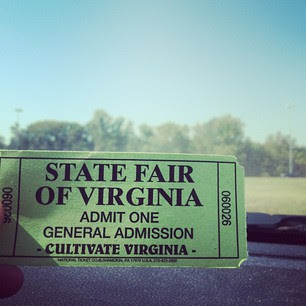 STATE FAIR
OF VIRGINIA
ADMIT ONE
GENERAL ADMISSION
- CULTIVATE VIRGINIA -
060026
060026